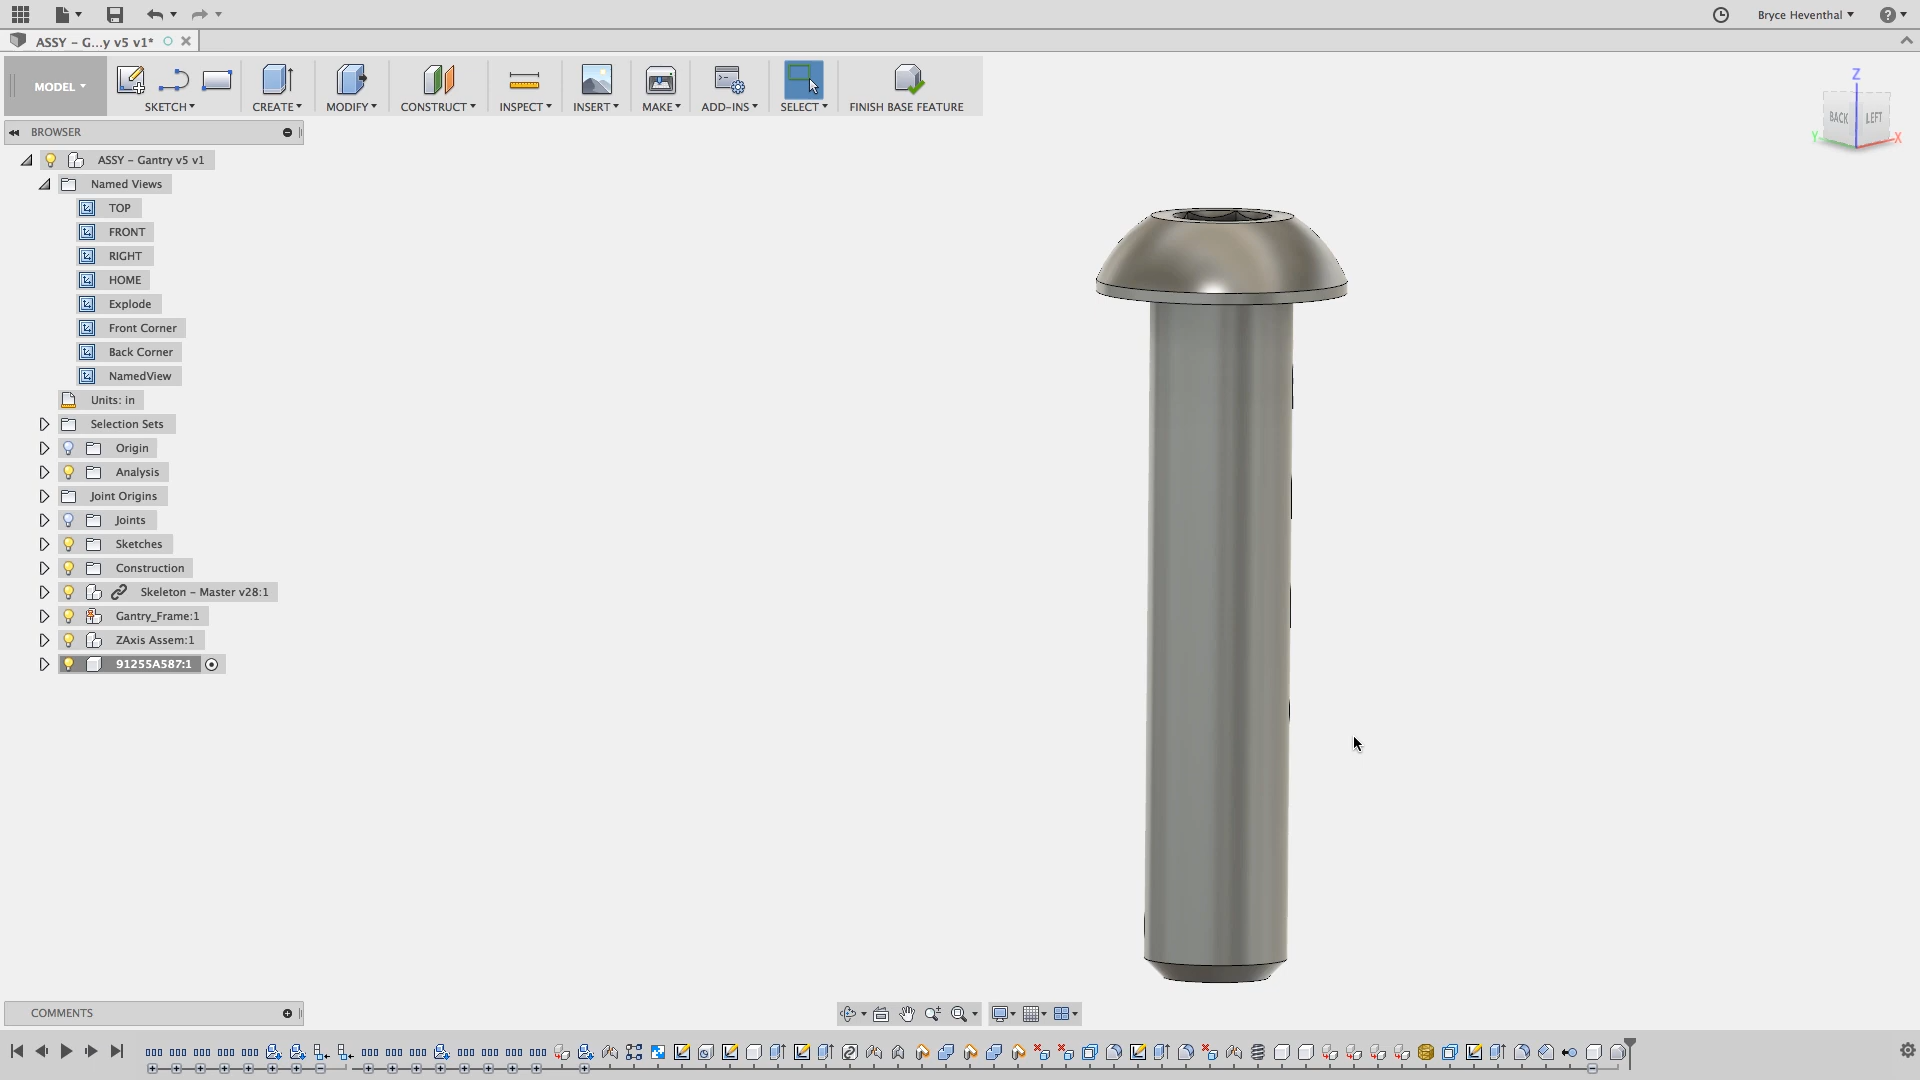 Bryce Heventhal
ASSY – G...y v5 v1*
MODEL
SKETCH
CREATE
MODIFY
CONSTRUCT
INSPECT
INSERT
MAKE
ADD-INS
SELECT
FINISH BASE FEATURE
Z
BACK
LEFT
Y
X
BROWSER
ASSY – Gantry v5 v1
Named Views
TOP
FRONT
RIGHT
HOME
Explode
Front Corner
Back Corner
NamedView
Units: in
Selection Sets
Origin
Analysis
Joint Origins
Joints
Sketches
Construction
Skeleton – Master v28:1
Gantry_Frame:1
ZAxis Assem:1
91255A587:1
COMMENTS